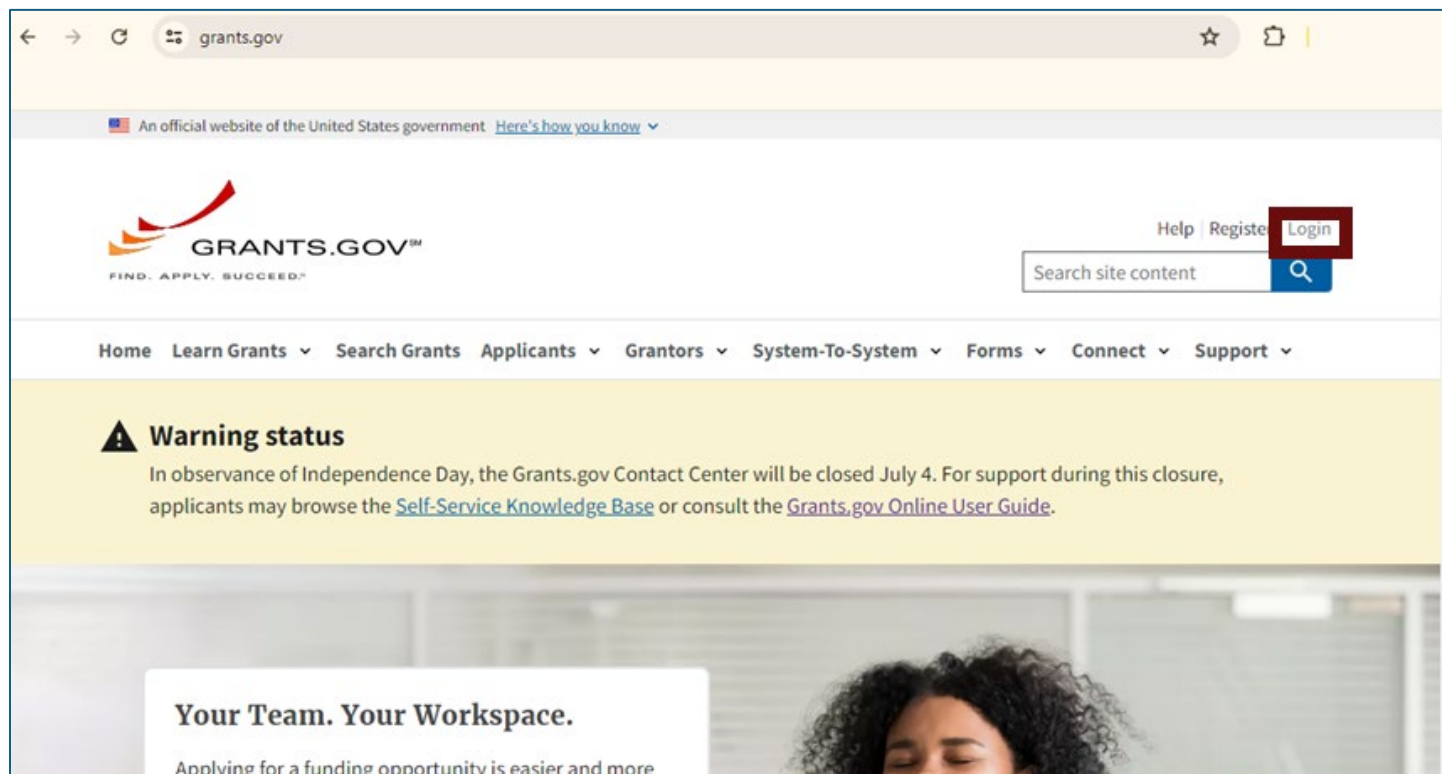 grants.gov
An official website of the United States government Here's how you know
GRANTS.GOV℠
FIND. APPLY. SUCCEED.℠
Help | Registe Login
Search site content
Home Learn Grants Search Grants Applicants Grantors System-To-System Forms Connect Support
Warning status
In observance of Independence Day, the Grants.gov Contact Center will be closed July 4. For support during this closure,
applicants may browse the Self-Service Knowledge Base or consult the Grants.gov Online User Guide.
Your Team. Your Workspace.
Applying for a funding opportunity is easier and more